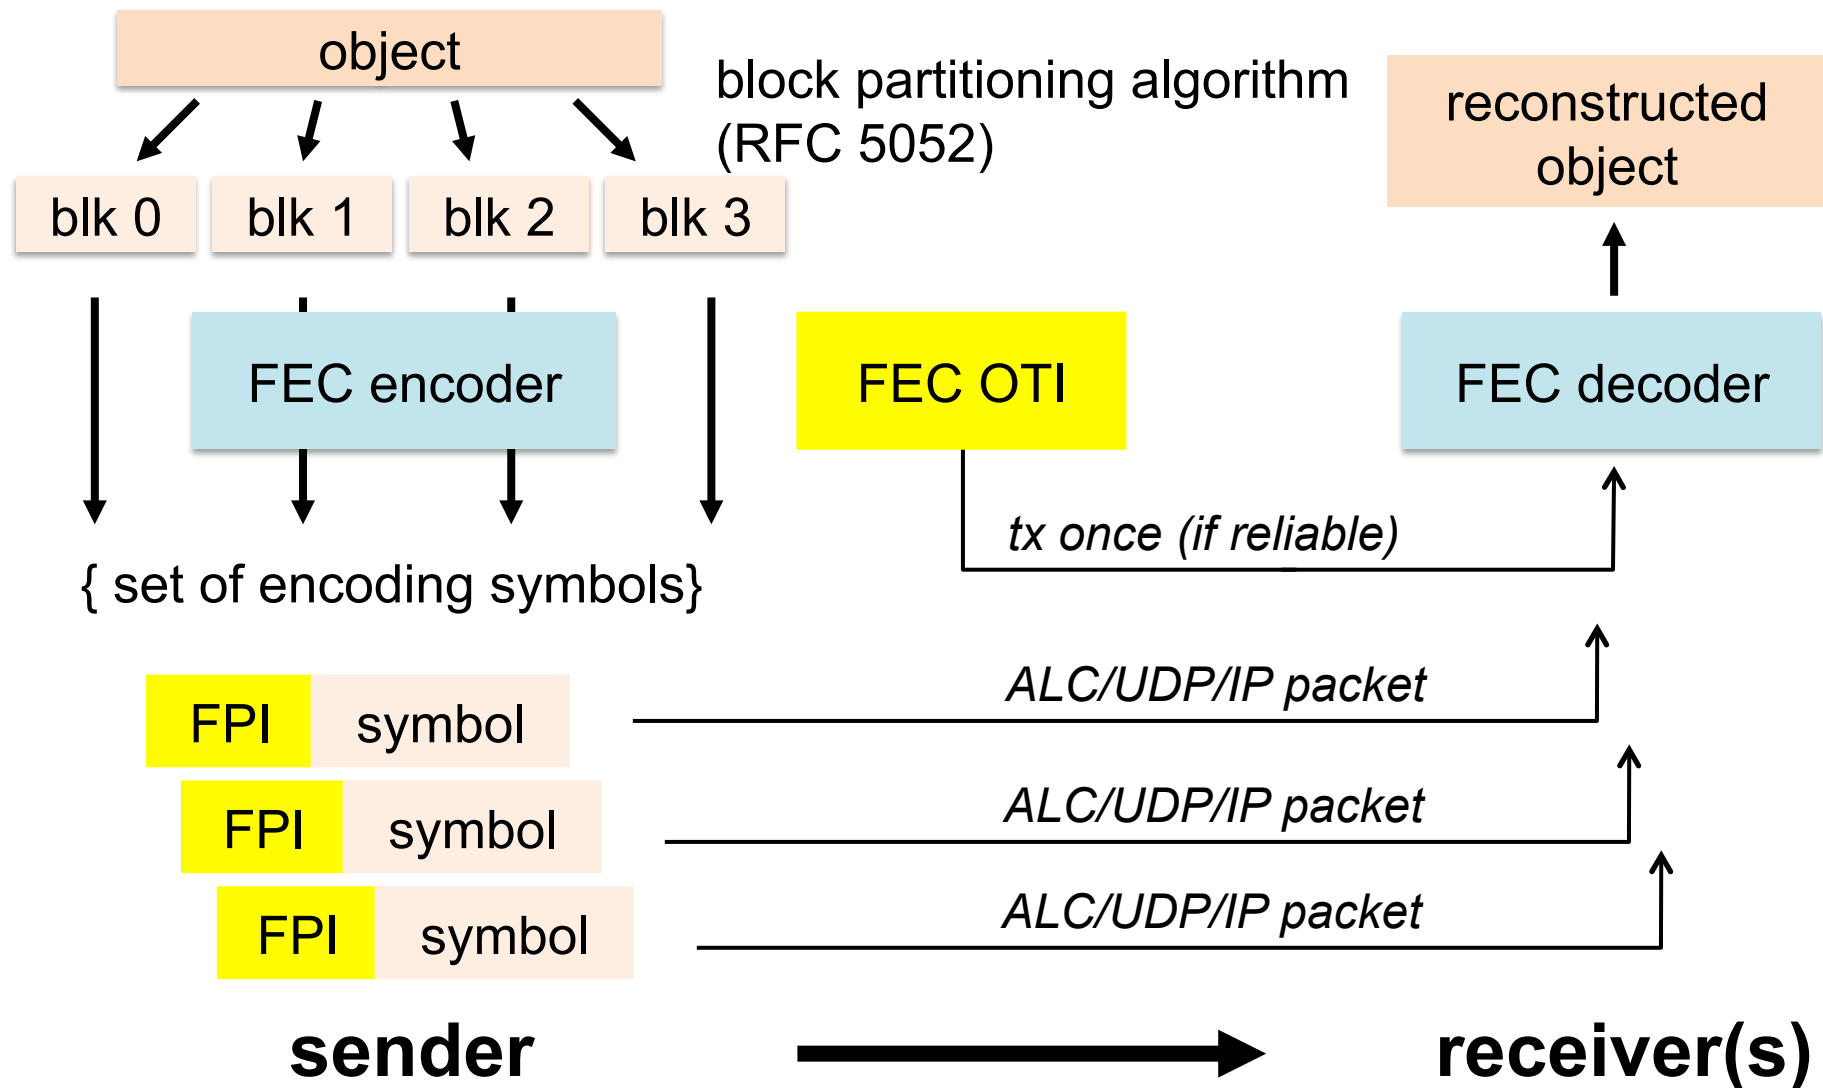 object
block partitioning algorithm
(RFC 5052)
reconstructed
object
blk 0
blk 1
blk 2
blk 3
FEC encoder
FEC OTI
FEC decoder
tx once (if reliable)
{ set of encoding symbols}
ALC/UDP/IP packet
FPI symbol
ALC/UDP/IP packet
FPI symbol
ALC/UDP/IP packet
FPI symbol
sender
receiver(s)